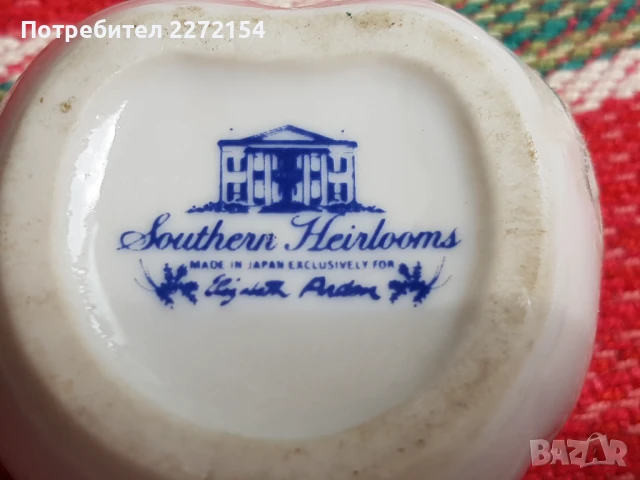 Потребител 2272154
Southern Heirlooms
MADE IN JAPAN EXCLUSIVELY FOR
Elizabeth Arden
BAZAR